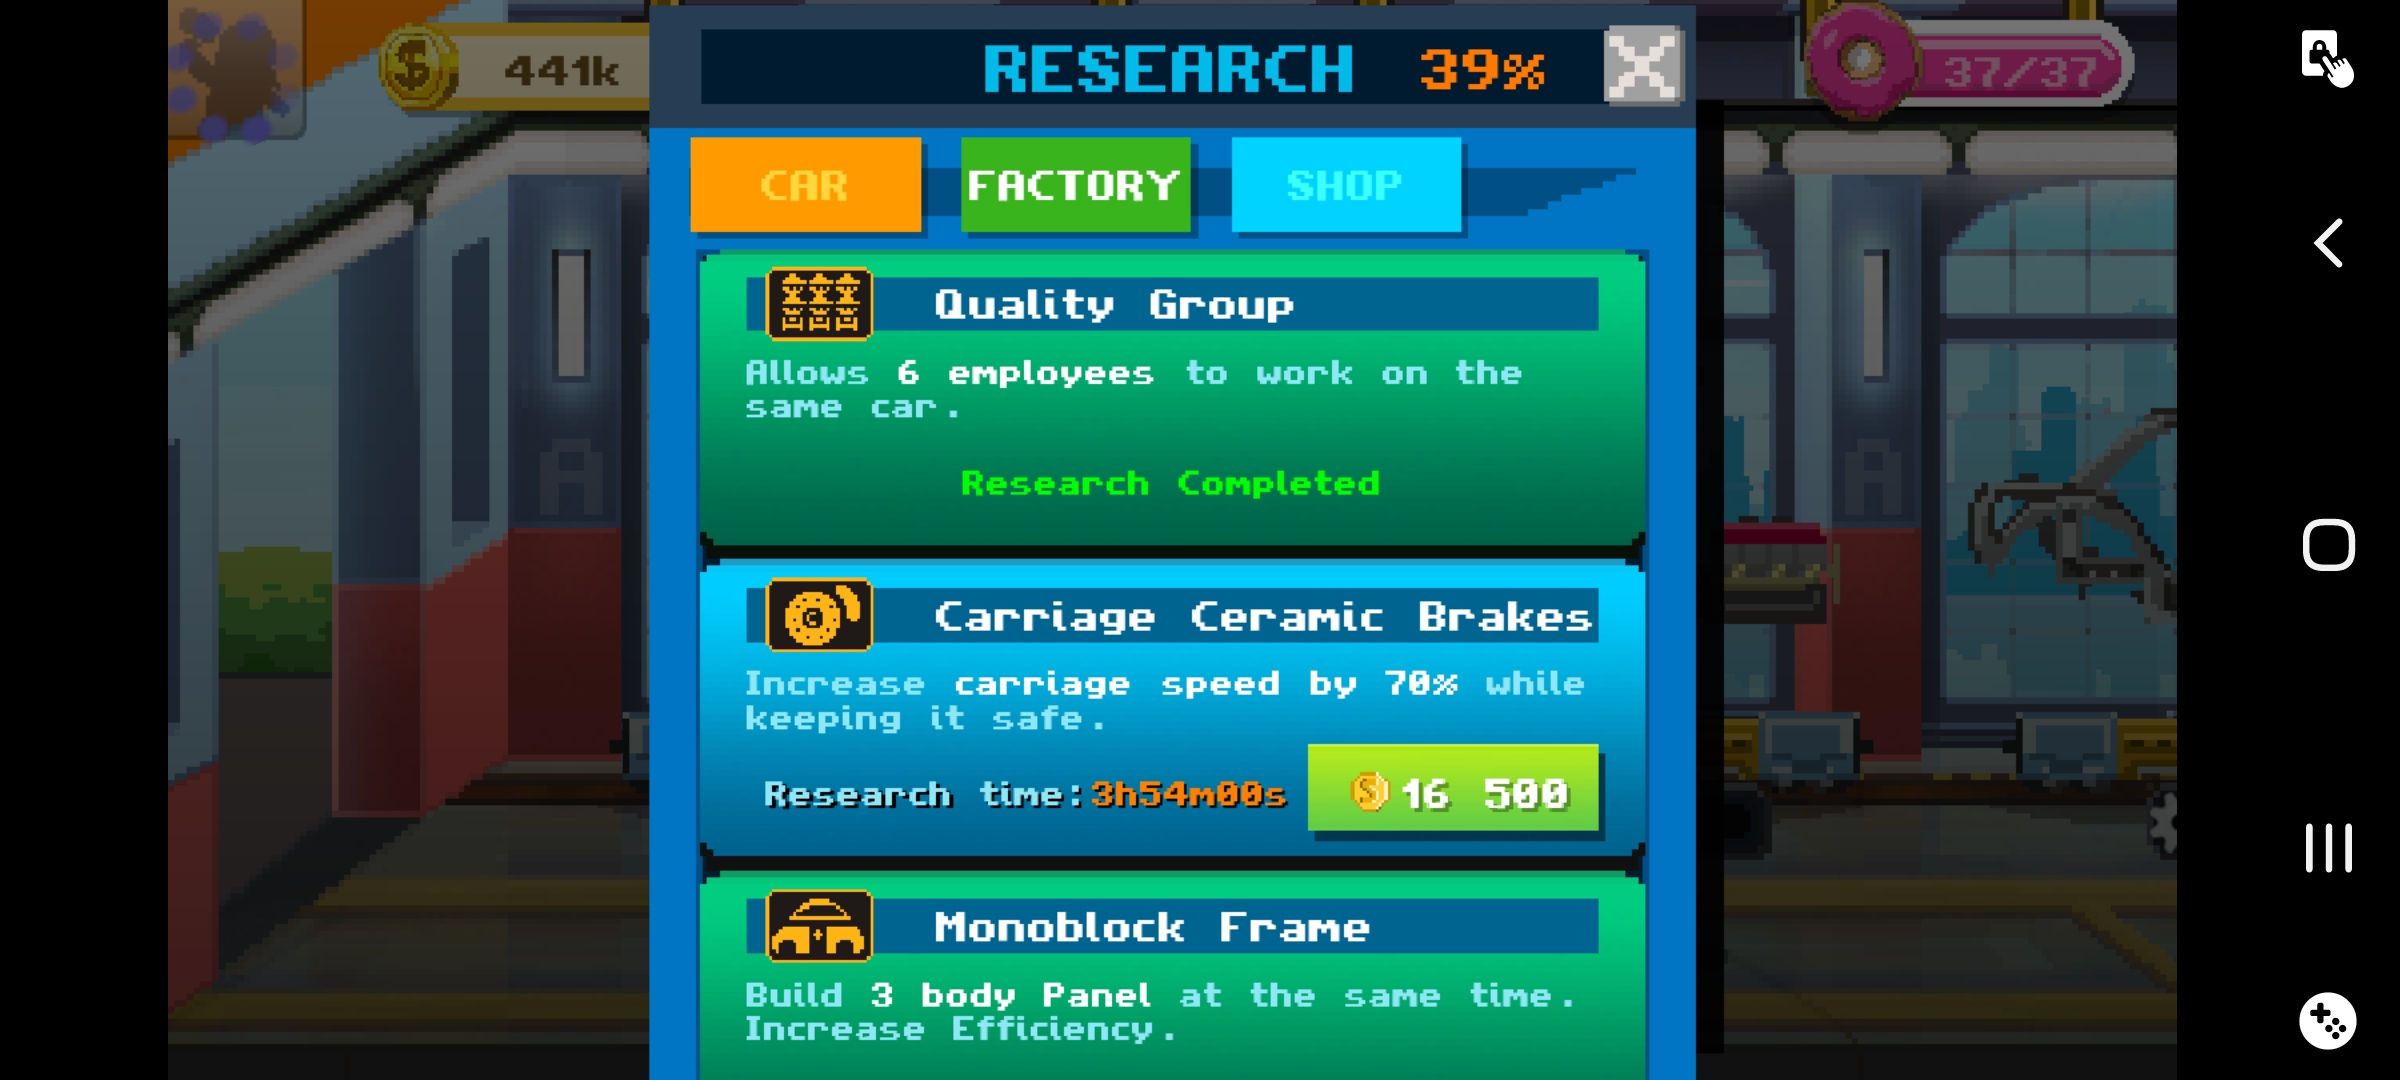 441k
RESEARCH 39%
37/37
CAR FACTORY SHOP
Quality Group
Allows 6 employees to work on the
same car.
Research Completed
Carriage Ceramic Brakes
Increase carriage speed by 70% while
keeping it safe.
Research time:3h54m00s 16 500
Monoblock Frame
Build 3 body Panel at the same time.
Increase Efficiency.
A
A